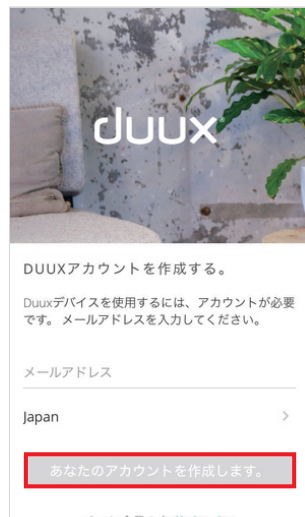 duux
DUUXアカウントを作成する。
Duuxデバイスを使用するには、アカウントが必要
です。 メールアドレスを入力してください。
メールアドレス
Japan
あなたのアカウントを作成します。